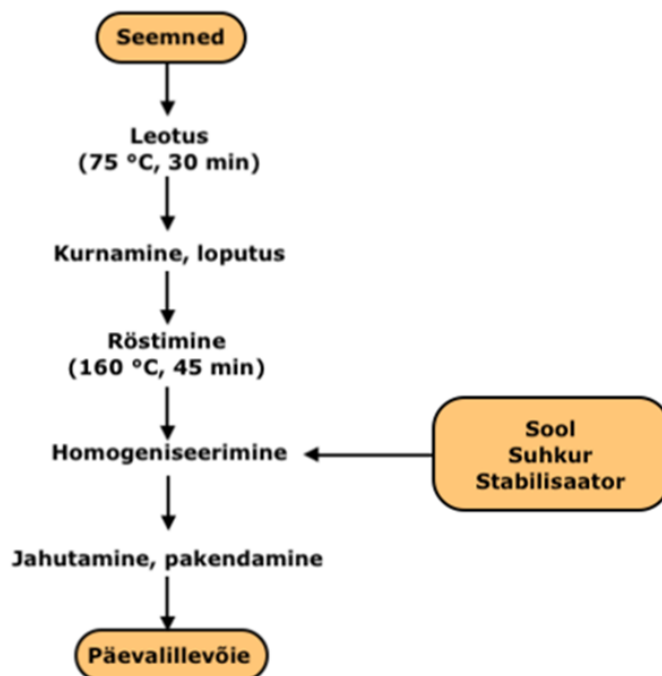 Seemned
Leotus
(75 °C, 30 min)
Kurnamine, loputus
Röstimine
(160 °C, 45 min)
Homogeniseerimine
Sool
Suhkur
Stabilisaator
Jahutamine, pakendamine
Päevalillevõie